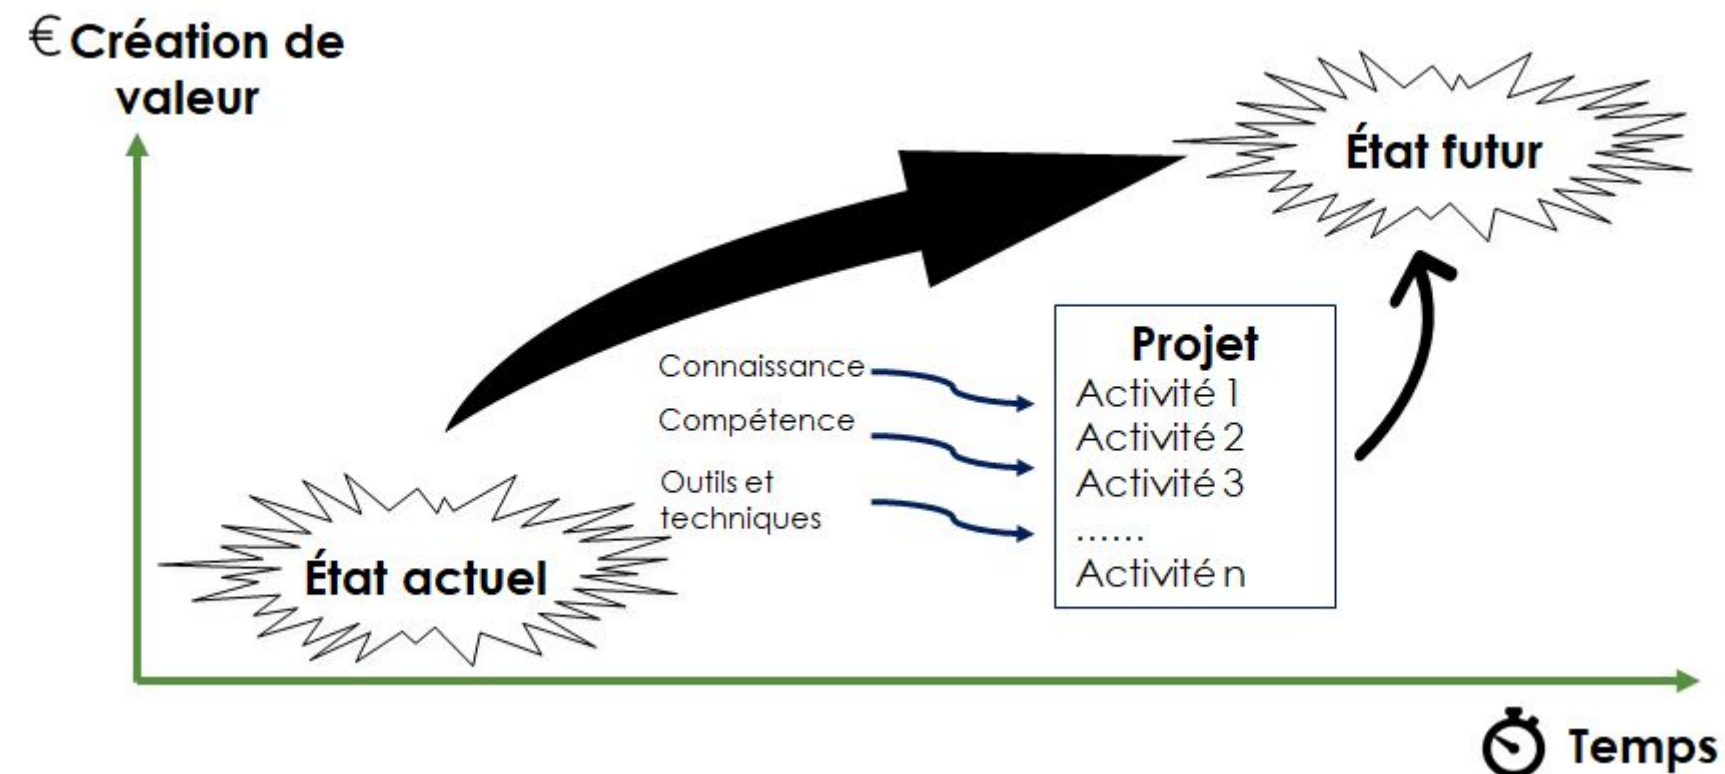 € Création de
valeur
État futur
Projet
Connaissance
Activité 1
Compétence
Activité 2
Outils et
techniques
Activité 3
......
Activité n
État actuel
Temps